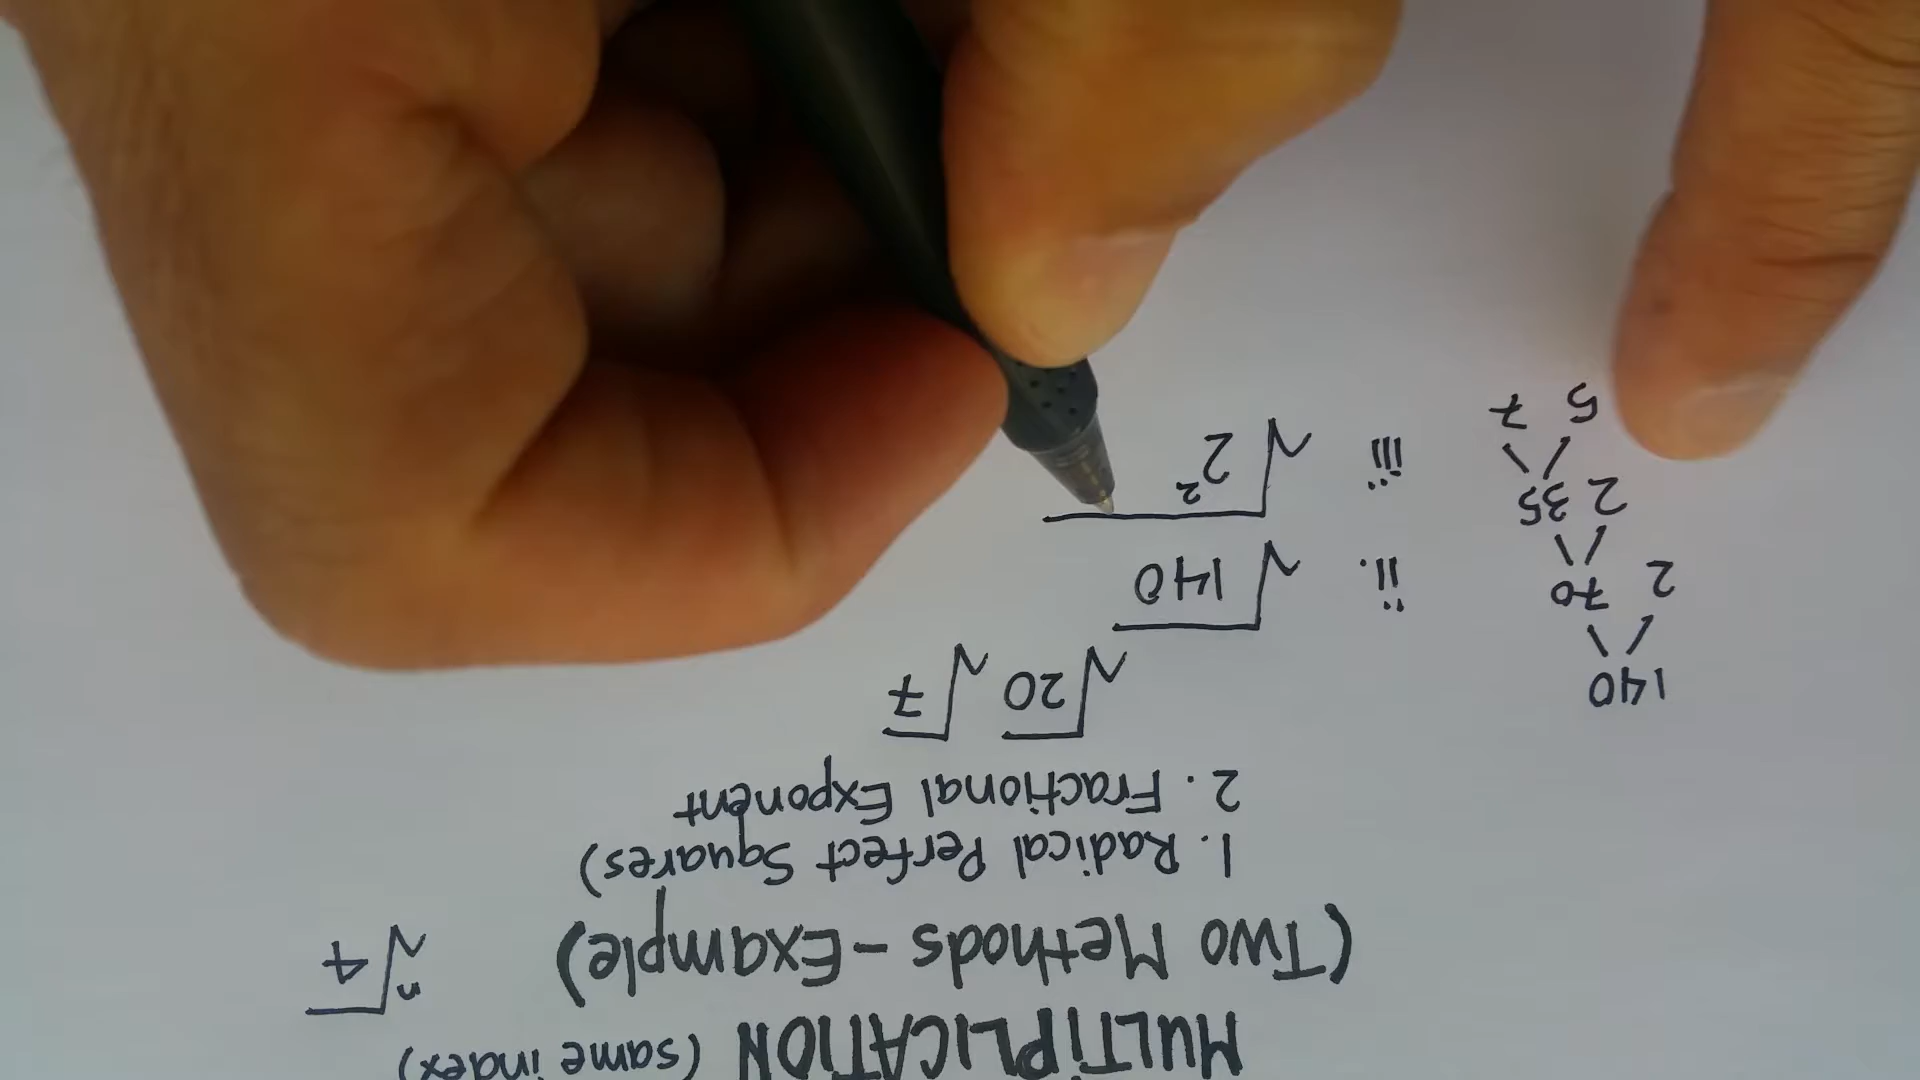 MULTiPLICATION (same index)
(Two Methods - Example)
ⁿ√4
1. Radical Perfect Squares)
2. Fractional Exponent
√20 √7
ii. √140
iii √2²
140
2 70
2 35
5 7